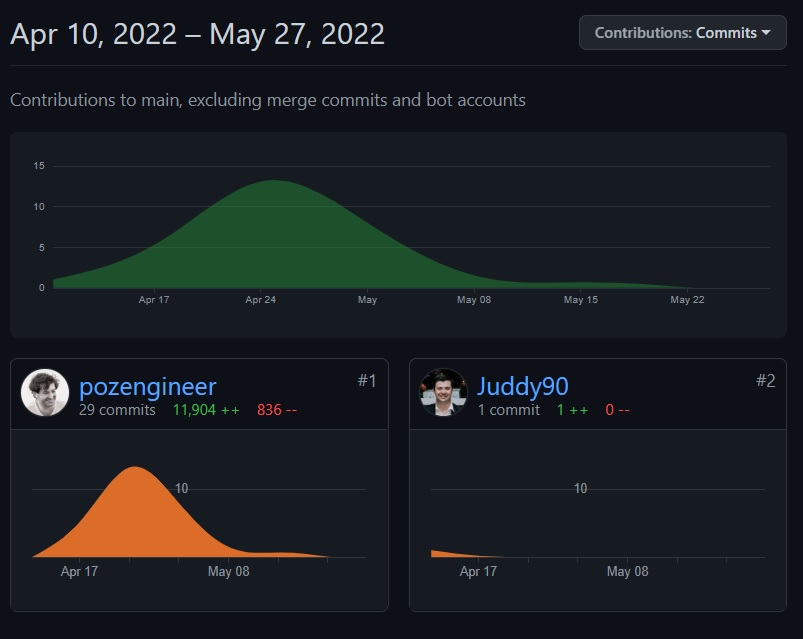 Apr 10, 2022 – May 27, 2022
Contributions: Commits
Contributions to main, excluding merge commits and bot accounts
15
10
5
0
Apr 17 Apr 24 May May 08 May 15 May 22
pozengineer #1
29 commits 11,904 ++ 836 --
10
Apr 17 May 08
Juddy90 #2
1 commit 1 ++ 0 --
10
Apr 17 May 08